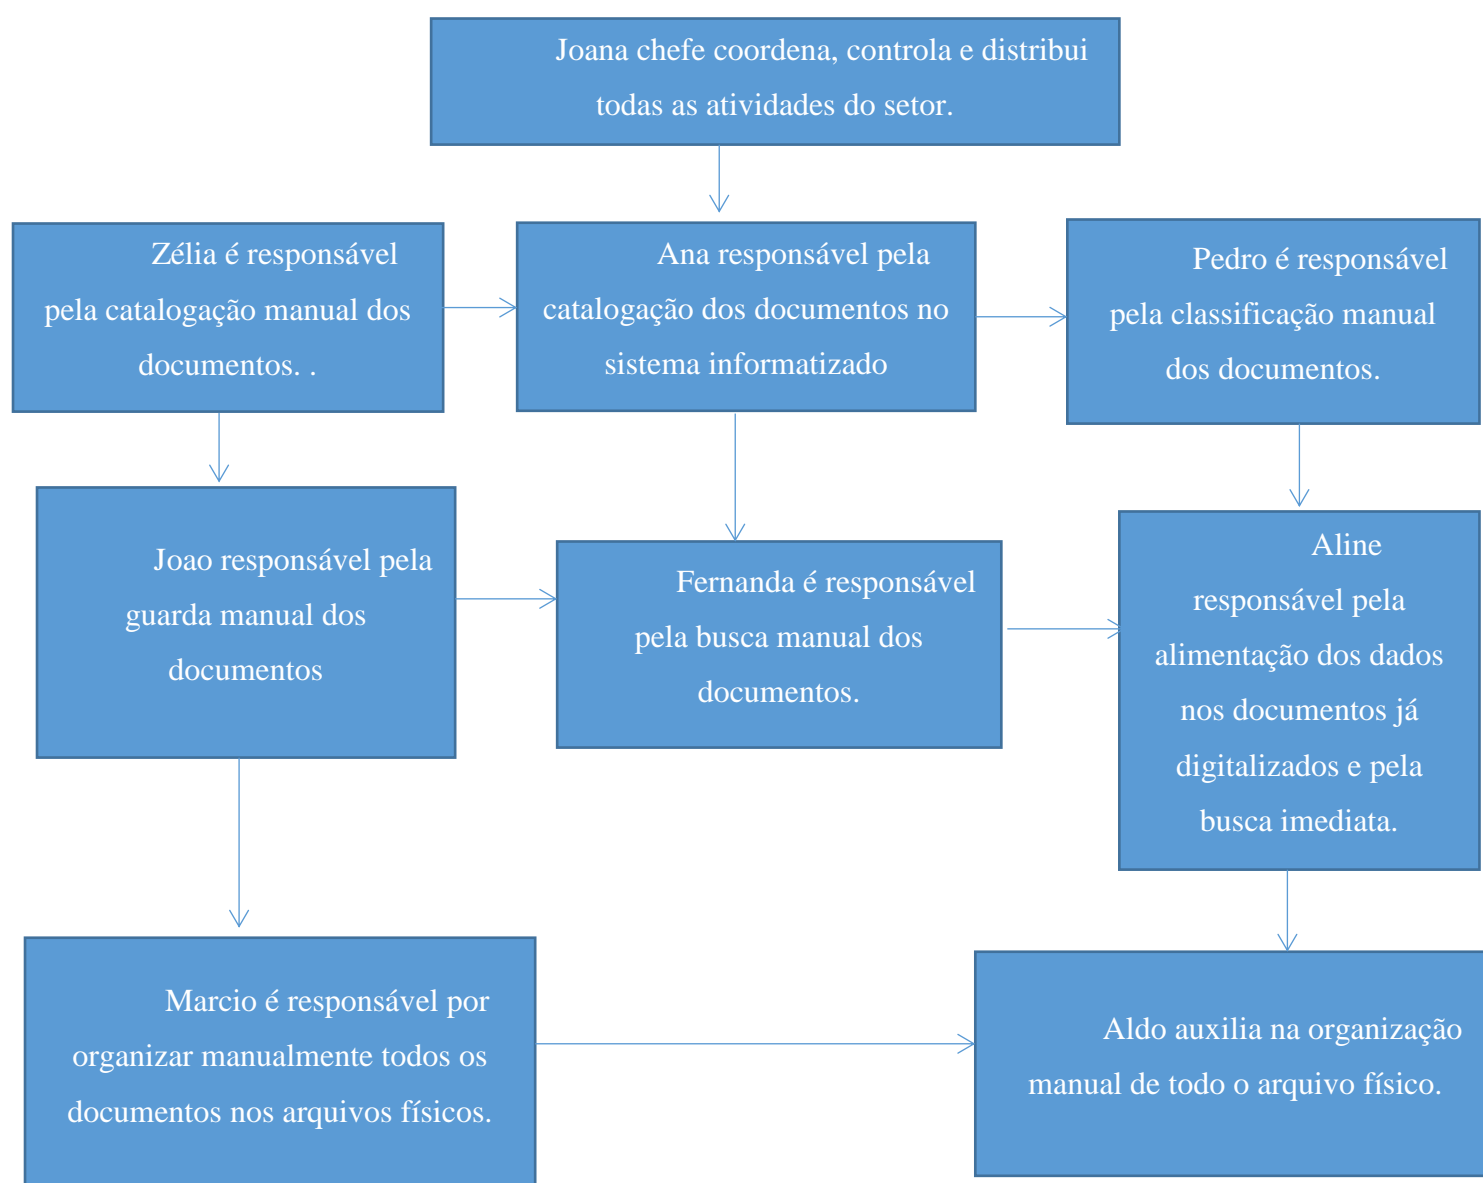 Joana chefe coordena, controla e distribui
todas as atividades do setor.
Zélia é responsável
pela catalogação manual dos
documentos. .
Ana responsável pela
catalogação dos documentos no
sistema informatizado
Pedro é responsável
pela classificação manual
dos documentos.
Joao responsável pela
guarda manual dos
documentos
Fernanda é responsável
pela busca manual dos
documentos.
Aline
responsável pela
alimentação dos dados
nos documentos já
digitalizados e pela
busca imediata.
Marcio é responsável por
organizar manualmente todos os
documentos nos arquivos físicos.
Aldo auxilia na organização
manual de todo o arquivo físico.